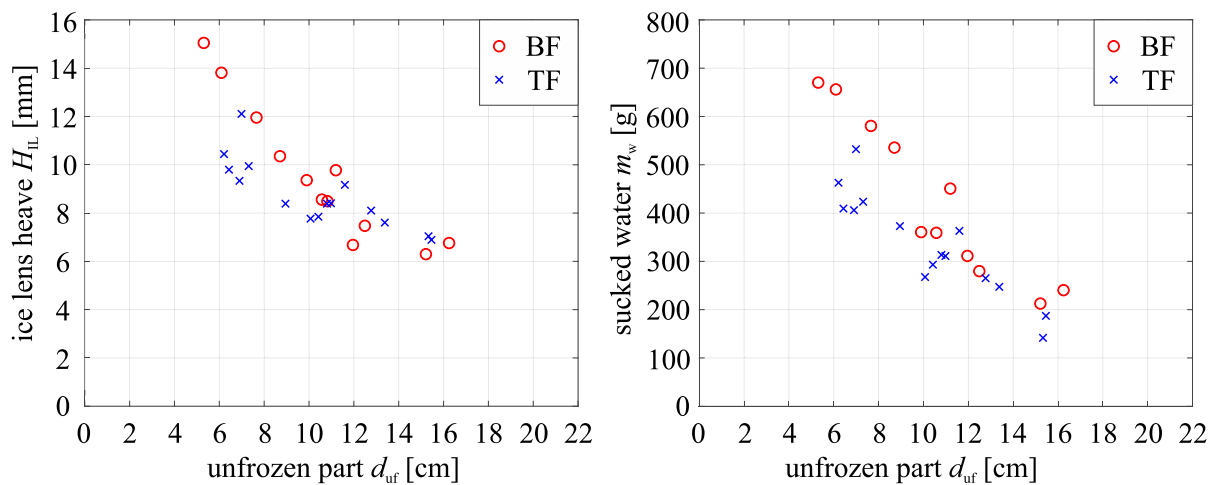 16
14
12
10
8
6
4
2
0
ice lens heave H_IL [mm]
BF
TF
0 2 4 6 8 10 12 14 16 18 20 22
unfrozen part d_uf [cm]
800
700
600
500
400
300
200
100
0
sucked water m_w [g]
BF
TF
0 2 4 6 8 10 12 14 16 18 20 22
unfrozen part d_uf [cm]